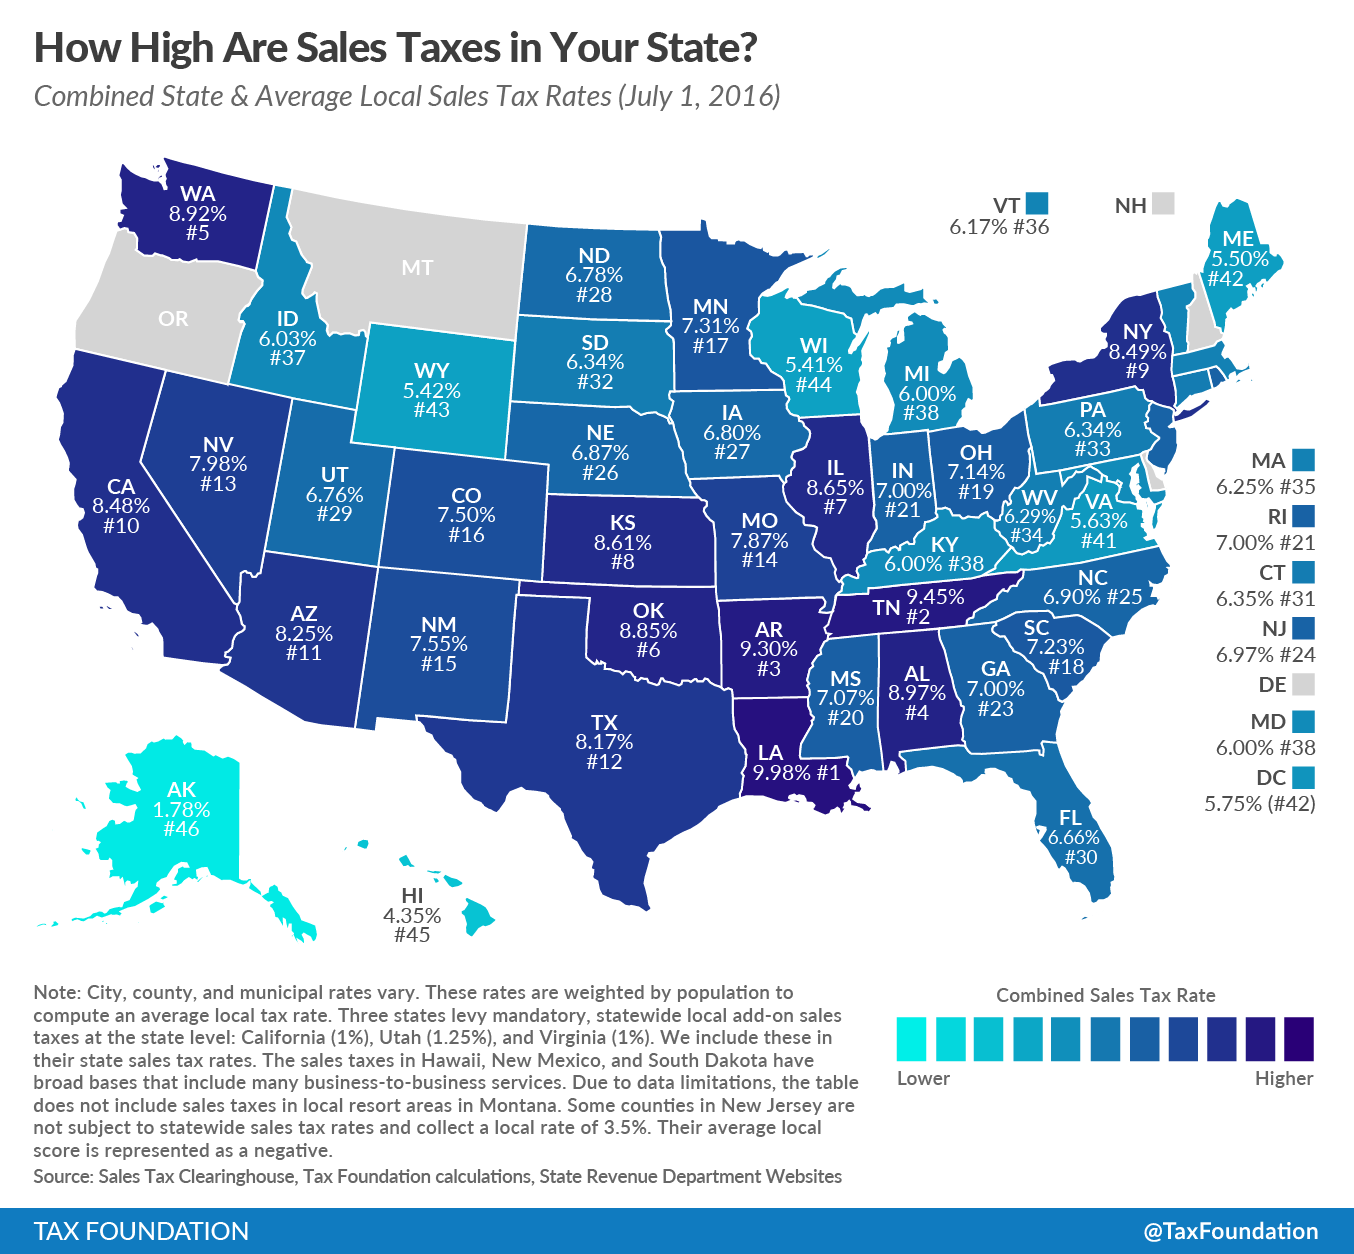 How High Are Sales Taxes in Your State?
Combined State & Average Local Sales Tax Rates (July 1, 2016)
WA
8.92%
#5
MT
OR
ID
6.03%
#37
WY
5.42%
#43
NV
7.98%
#13
CA
8.48%
#10
UT
6.76%
#29
CO
7.50%
#16
AZ
8.25%
#11
NM
7.55%
#15
ND
6.78%
#28
SD
6.34%
#32
NE
6.87%
#26
KS
8.61%
#8
OK
8.85%
#6
TX
8.17%
#12
MN
7.31%
#17
IA
6.80%
#27
MO
7.87%
#14
AR
9.30%
#3
LA
9.98% #1
WI
5.41%
#44
IL
8.65%
#7
MI
6.00%
#38
IN
7.00%
#21
OH
7.14%
#19
KY
6.00% #38
TN 9.45%
#2
MS
7.07%
#20
AL
8.97%
#4
GA
7.00%
#23
FL
6.66%
#30
SC
7.23%
#18
NC
6.90% #25
WV
6.29%
#34
VA
5.63%
#41
PA
6.34%
#33
NY
8.49%
#9
ME
5.50%
#42
VT
6.17% #36
NH
MA
6.25% #35
RI
7.00% #21
CT
6.35% #31
NJ
6.97% #24
DE
MD
6.00% #38
DC
5.75% (#42)
AK
1.78%
#46
HI
4.35%
#45
Note: City, county, and municipal rates vary. These rates are weighted by population to
compute an average local tax rate. Three states levy mandatory, statewide local add-on sales
taxes at the state level: California (1%), Utah (1.25%), and Virginia (1%). We include these in
their state sales tax rates. The sales taxes in Hawaii, New Mexico, and South Dakota have
broad bases that include many business-to-business services. Due to data limitations, the table
does not include sales taxes in local resort areas in Montana. Some counties in New Jersey are
not subject to statewide sales tax rates and collect a local rate of 3.5%. Their average local
score is represented as a negative.
Source: Sales Tax Clearinghouse, Tax Foundation calculations, State Revenue Department Websites
Combined Sales Tax Rate
Lower
Higher
TAX FOUNDATION
@TaxFoundation